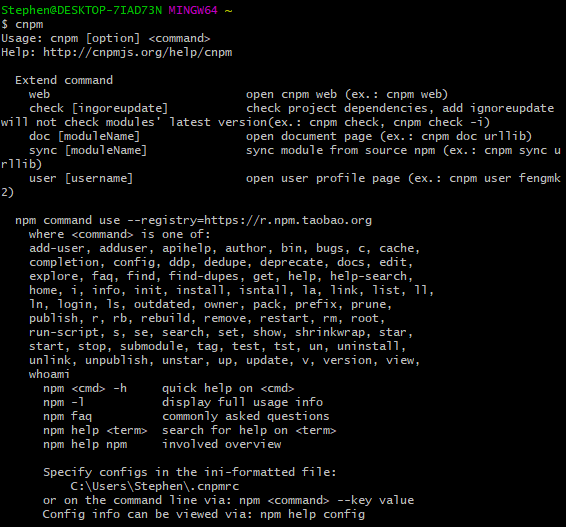 Stephen@DESKTOP-7IAD73N MINGW64 ~
$ cnpm
Usage: cnpm [option] <command>
Help: http://cnpmjs.org/help/cnpm
Extend command
web open cnpm web (ex.: cnpm web)
check [ingoreupdate] check project dependencies, add ignoreupdate
will not check modules' latest version(ex.: cnpm check, cnpm check -i)
doc [moduleName] open document page (ex.: cnpm doc urllib)
sync [moduleName] sync module from source npm (ex.: cnpm sync u
rllib)
user [username] open user profile page (ex.: cnpm user fengmk
2)
npm command use --registry=https://r.npm.taobao.org
where <command> is one of:
add-user, adduser, apihelp, author, bin, bugs, c, cache,
completion, config, ddp, dedupe, deprecate, docs, edit,
explore, faq, find, find-dupes, get, help, help-search,
home, i, info, init, install, isntall, la, link, list, ll,
ln, login, ls, outdated, owner, pack, prefix, prune,
publish, r, rb, rebuild, remove, restart, rm, root,
run-script, s, se, search, set, show, shrinkwrap, star,
start, stop, submodule, tag, test, tst, un, uninstall,
unlink, unpublish, unstar, up, update, v, version, view,
whoami
npm <cmd> -h quick help on <cmd>
npm -l display full usage info
npm faq commonly asked questions
npm help <term> search for help on <term>
npm help npm involved overview
Specify configs in the ini-formatted file:
C:\Users\Stephen\.cnpmrc
or on the command line via: npm <command> --key value
Config info can be viewed via: npm help config